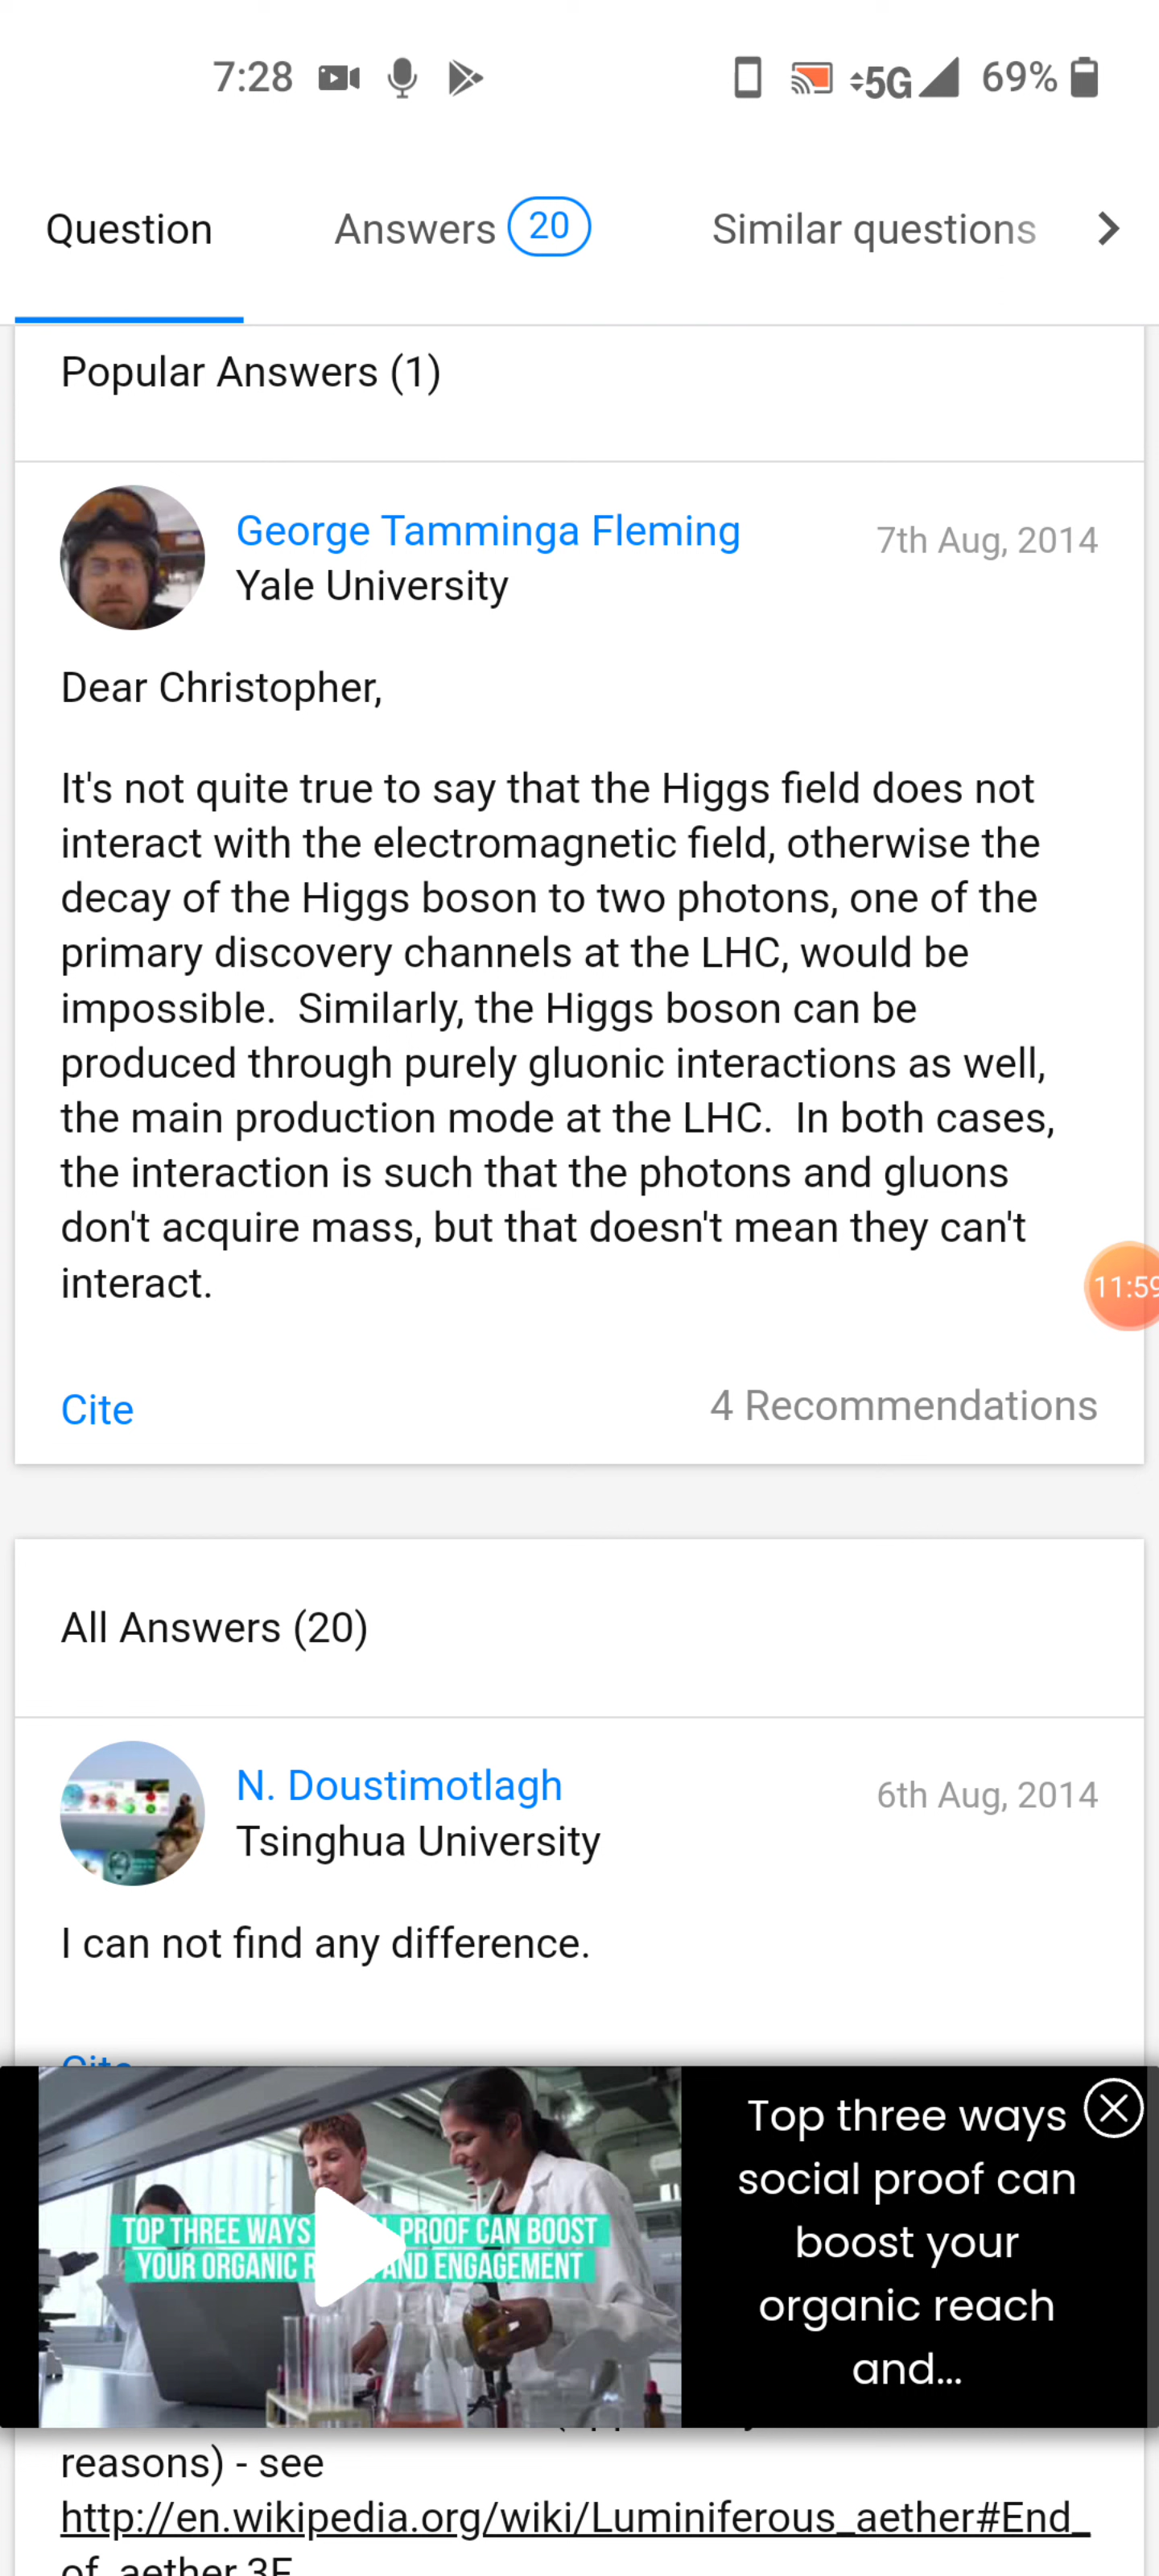 7:28
5G 69%
Question Answers 20 Similar questions
Popular Answers (1)
George Tamminga Fleming
7th Aug, 2014
Yale University
Dear Christopher,
It's not quite true to say that the Higgs field does not
interact with the electromagnetic field, otherwise the
decay of the Higgs boson to two photons, one of the
primary discovery channels at the LHC, would be
impossible.  Similarly, the Higgs boson can be
produced through purely gluonic interactions as well,
the main production mode at the LHC.  In both cases,
the interaction is such that the photons and gluons
don't acquire mass, but that doesn't mean they can't
interact.
11:59
Cite
4 Recommendations
All Answers (20)
N. Doustimotlagh
6th Aug, 2014
Tsinghua University
I can not find any difference.
Cite
TOP THREE WAYS PROOF CAN BOOST
YOUR ORGANIC AND ENGAGEMENT
Top three ways
social proof can
boost your
organic reach
and...
reasons) - see
http://en.wikipedia.org/wiki/Luminiferous_aether#End_
of_aether.3F